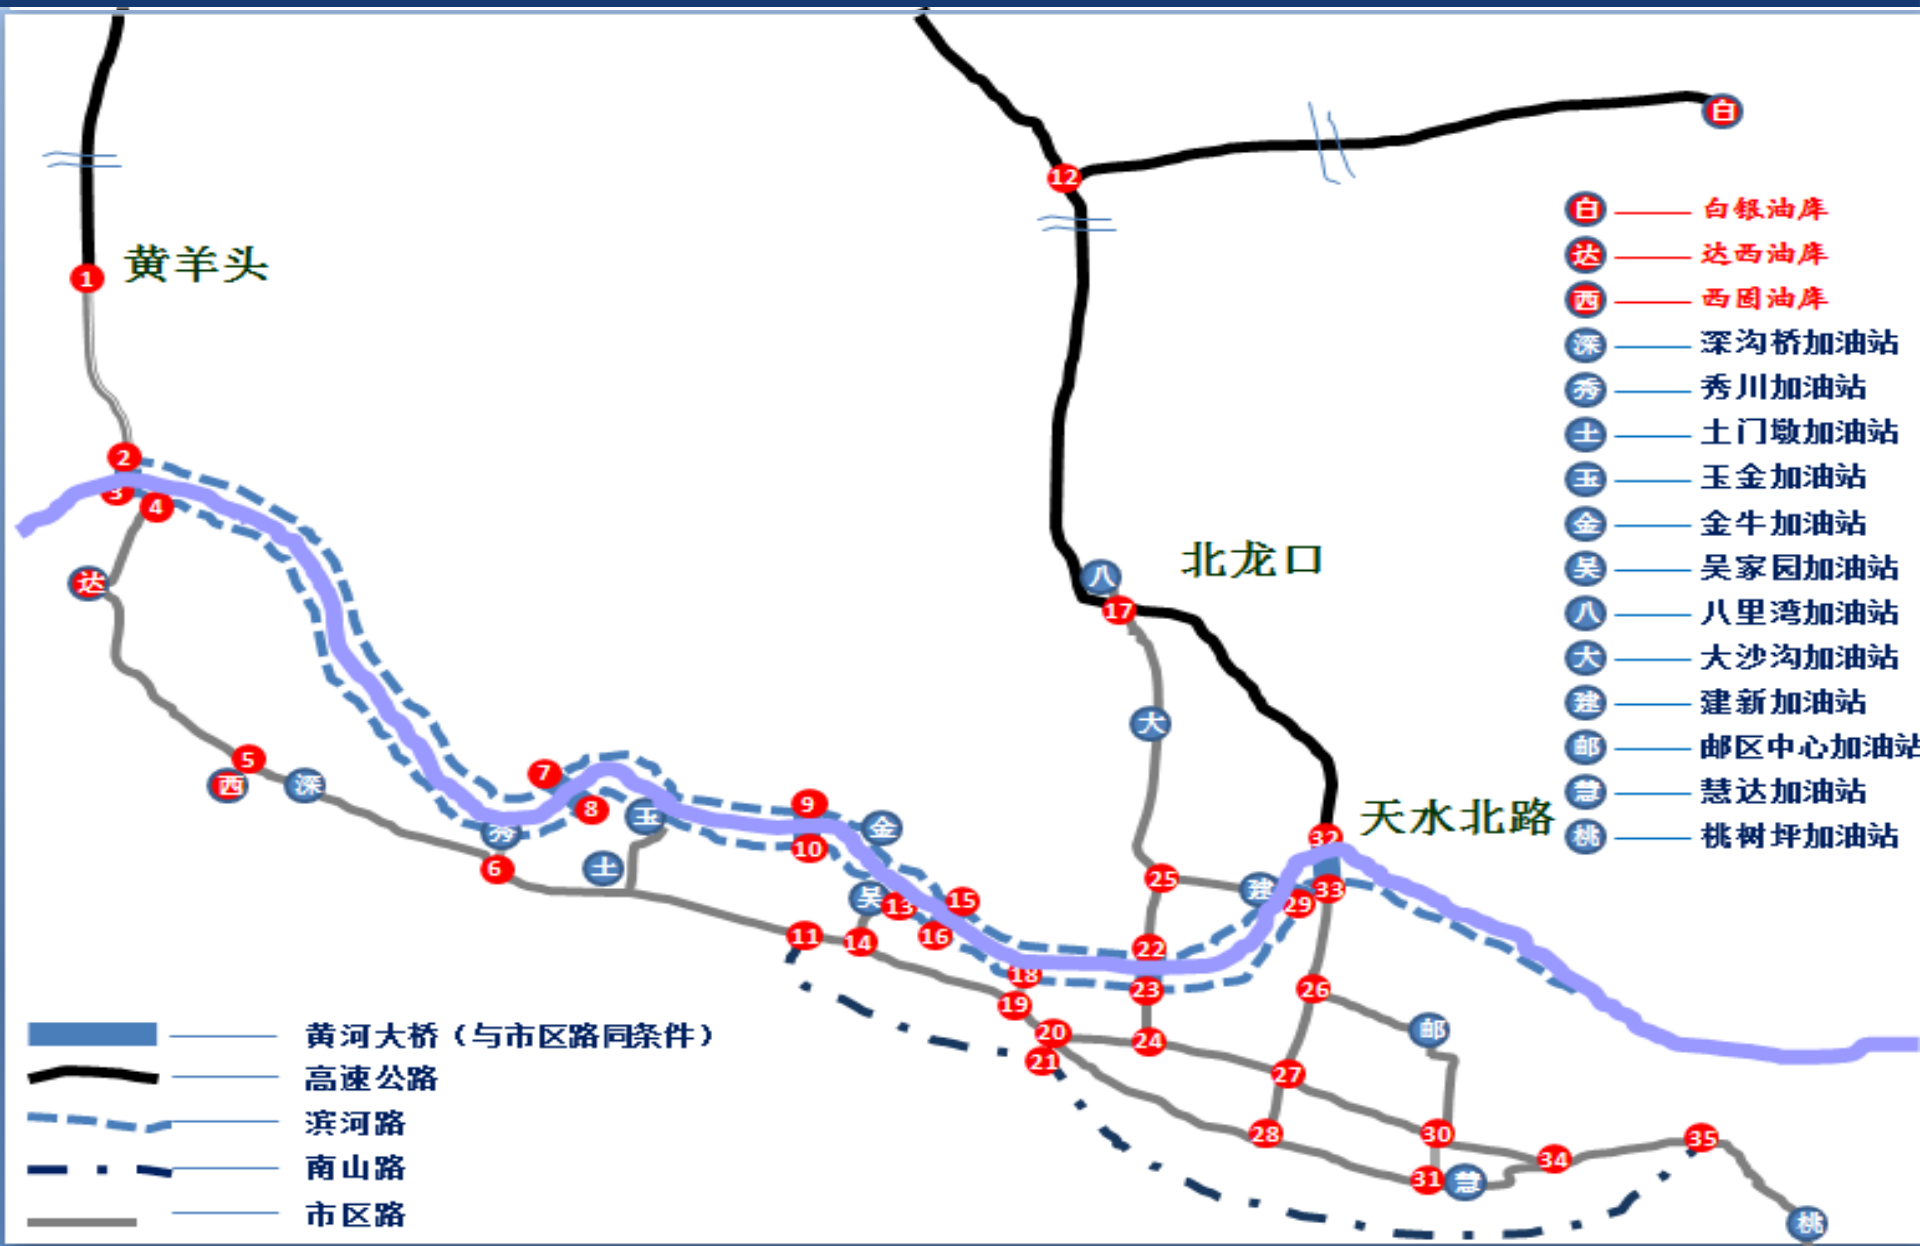 白
12
白 白银油库
达 达西油库
黄羊头
1
西 西固油库
深 深沟桥加油站
秀 秀川加油站
土 土门墩加油站
2
玉 玉金加油站
3
4
金 金牛加油站
达
八
北龙口
吴 吴家园加油站
17
八 八里湾加油站
大 大沙沟加油站
大
建 建新加油站
5
7
邮 邮区中心加油站
西
深
慧 慧达加油站
8
9
玉
金
天水北路
32
桃 桃树坪加油站
秀
10
6
土
25
建
33
吴
13
15
29
11
14
16
22
18
23
26
19
黄河大桥（与市区路同条件）
20
24
邮
21
高速公路
27
滨河路
28
30
35
南山路
34
31
慧
市区路
桃